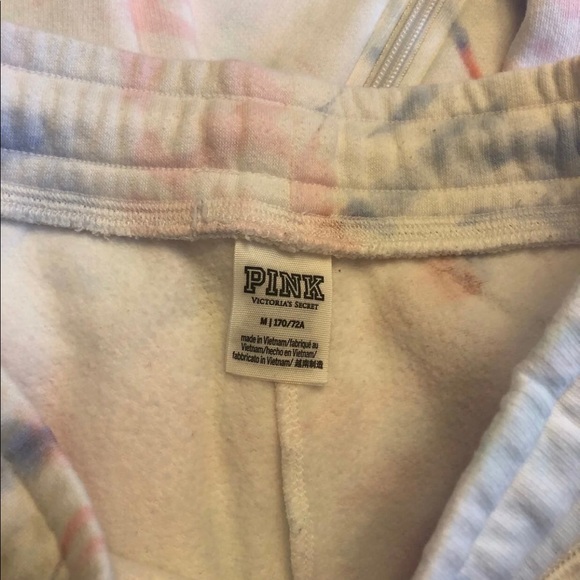 PINK
VICTORIA'S SECRET
M | 170/72A
made in Vietnam/fabriqué au
Vietnam/hecho en Vietnam/
fabbricato in Vietnam/ 越南制造